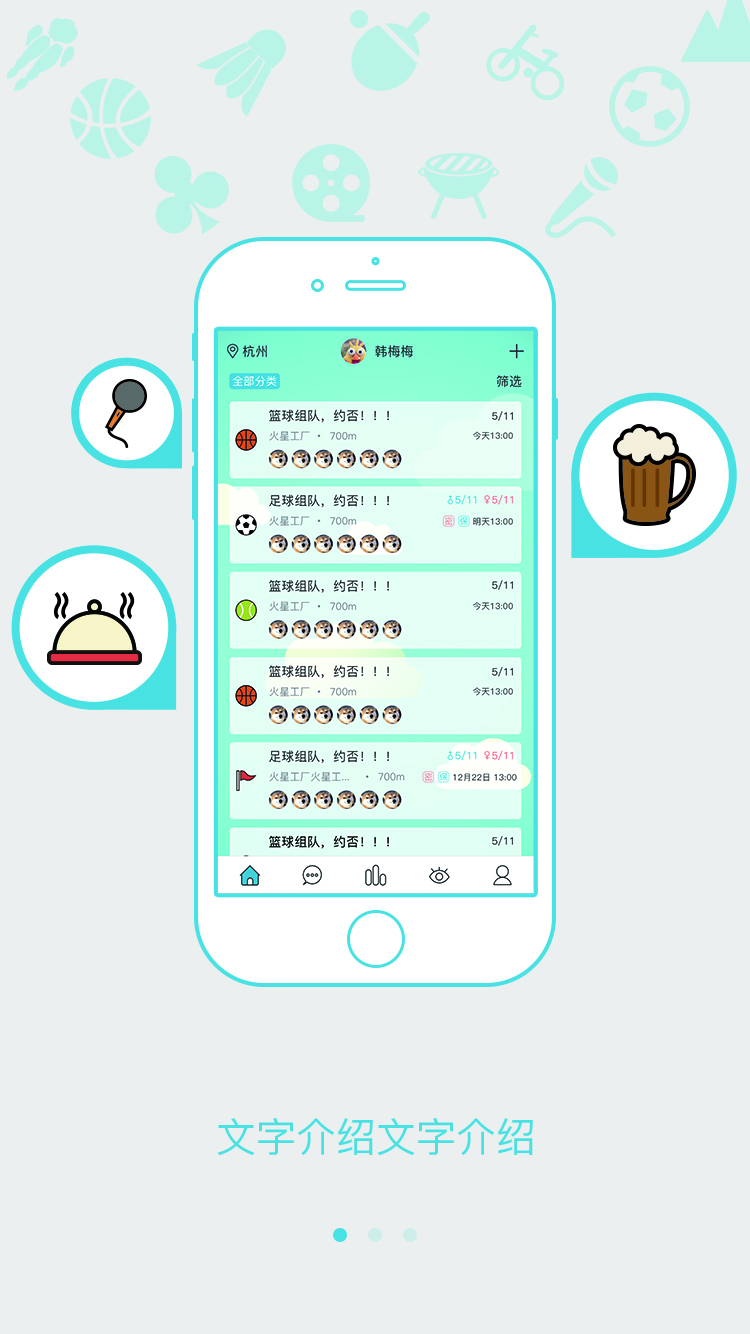 杭州 韩梅梅
全部分类 筛选
篮球组队，约否！！！ 5/11
火星工厂 · 700m 今天13:00
足球组队，约否！！！ ♂5/11 ♀5/11
火星工厂 · 700m 明天13:00
篮球组队，约否！！！ 5/11
火星工厂 · 700m 今天13:00
篮球组队，约否！！！ 5/11
火星工厂 · 700m 今天13:00
足球组队，约否！！！ ♂5/11 ♀5/11
火星工厂火星工... · 700m 12月22日 13:00
篮球组队，约否！！！ 5/11
文字介绍文字介绍